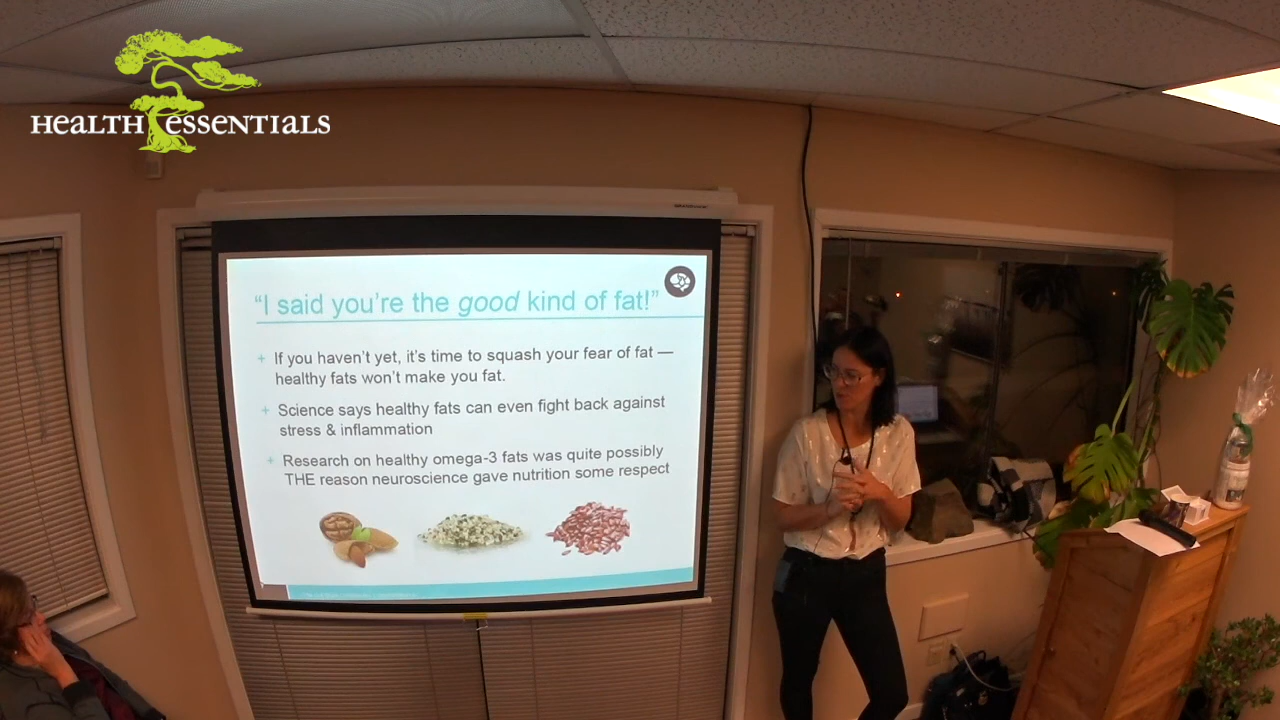 HEALTH ESSENTIALS
“I said you’re the good kind of fat!”
+ If you haven’t yet, it’s time to squash your fear of fat —
healthy fats won’t make you fat.
+ Science says healthy fats can even fight back against
stress & inflammation
+ Research on healthy omega-3 fats was quite possibly
THE reason neuroscience gave nutrition some respect